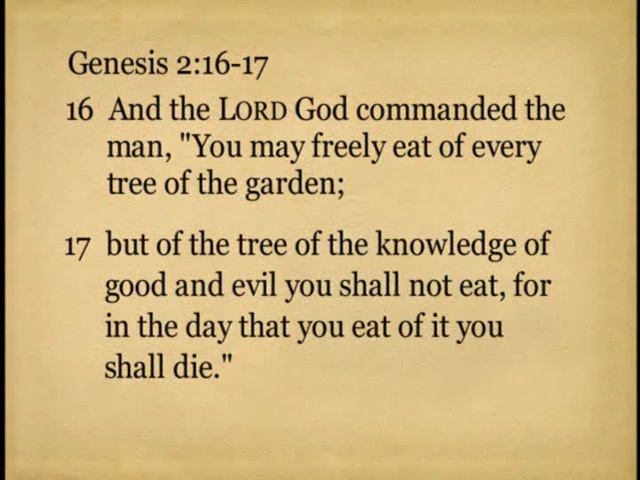 Genesis 2:16-17
16 And the LORD God commanded the
man, "You may freely eat of every
tree of the garden;
17 but of the tree of the knowledge of
good and evil you shall not eat, for
in the day that you eat of it you
shall die."